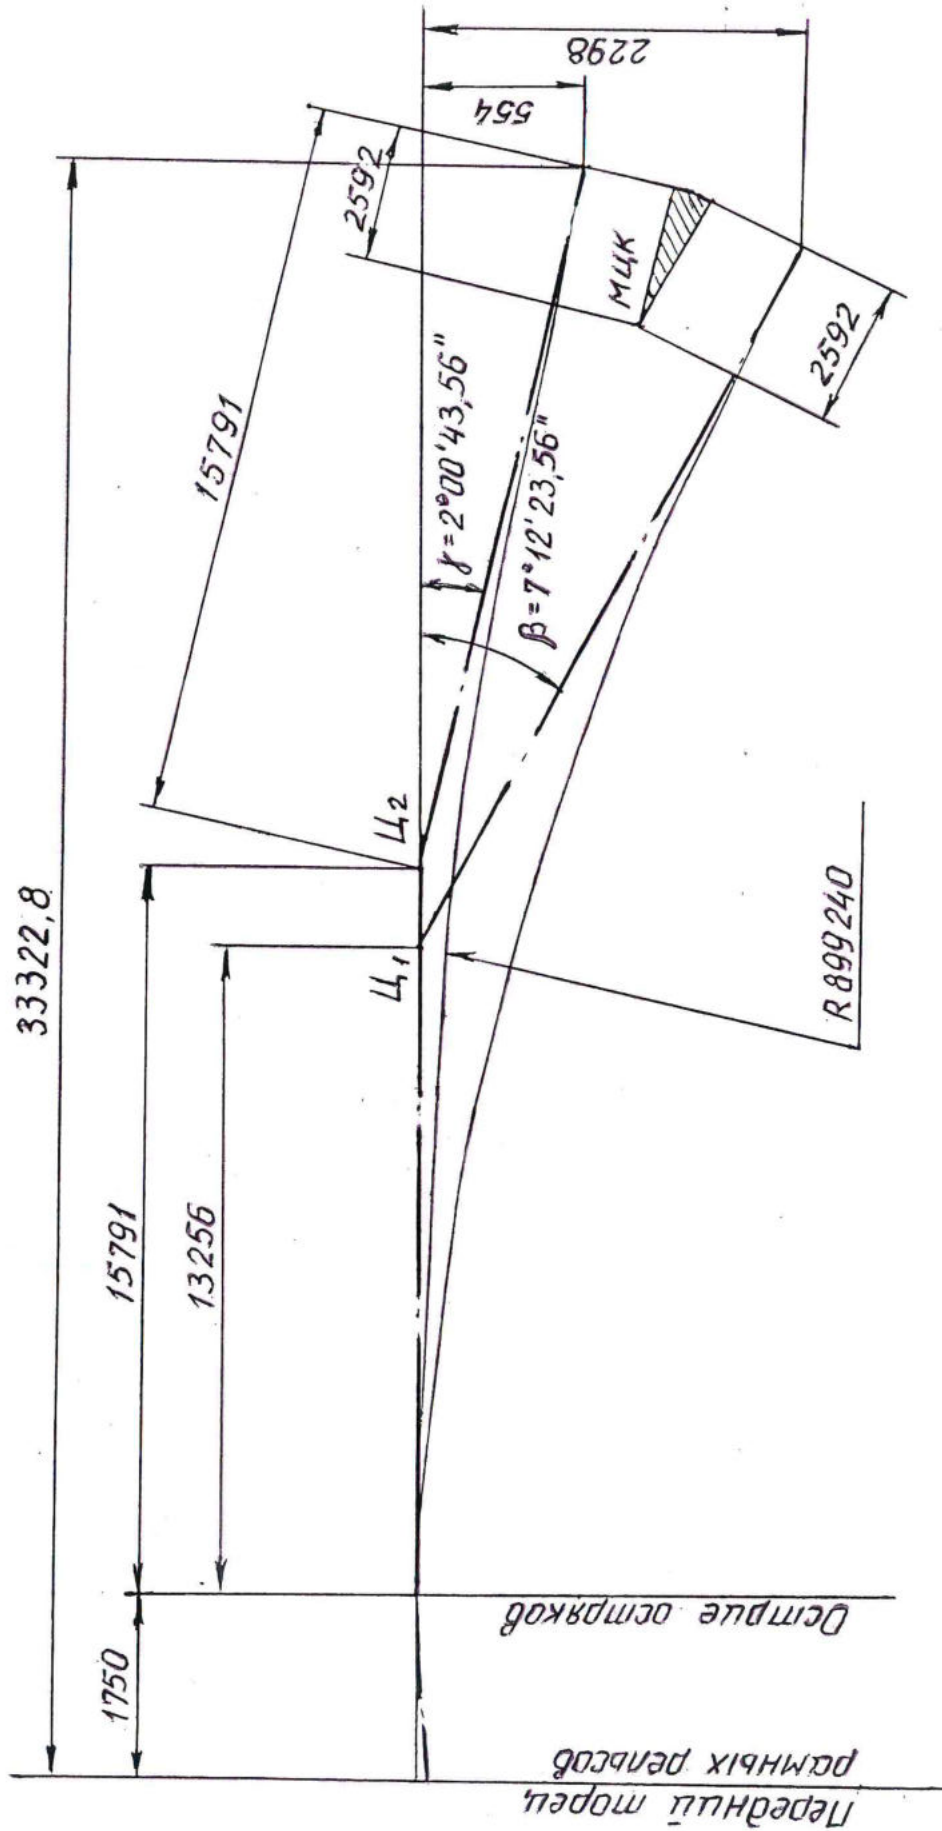 33322,8
15791
2592
15791
13256
1750
Ц1
Ц2
γ=2°00'43,56"
β=7°12'23,56"
МЦК
2592
554
2298
R 899240
Острие остряков
Передний торец
рамных рельсов